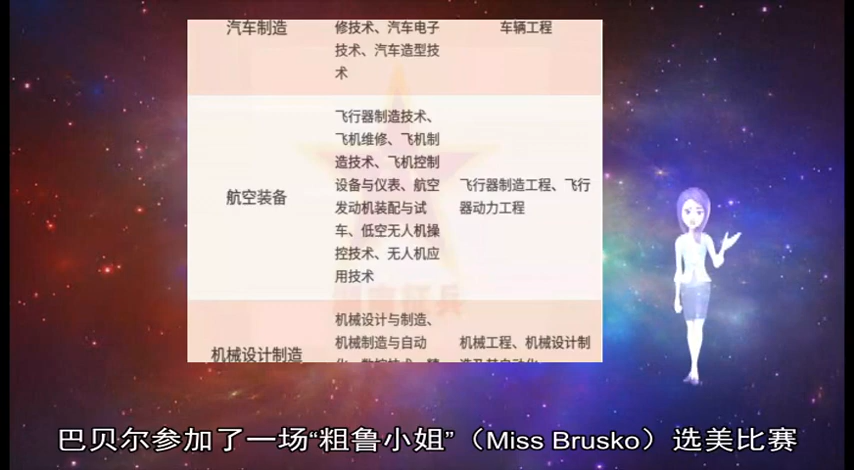 汽车制造
修技术、汽车电子
技术、汽车造型技
术
车辆工程
航空装备
飞行器制造技术、
飞机维修、飞机制
造技术、飞机控制
设备与仪表、航空
发动机装配与试
车、低空无人机操
控技术、无人机应
用技术
飞行器制造工程、飞行
器动力工程
机械设计制造
机械设计与制造、
机械制造与自动
机械工程、机械设计制
巴贝尔参加了一场“粗鲁小姐”（Miss Brusko）选美比赛